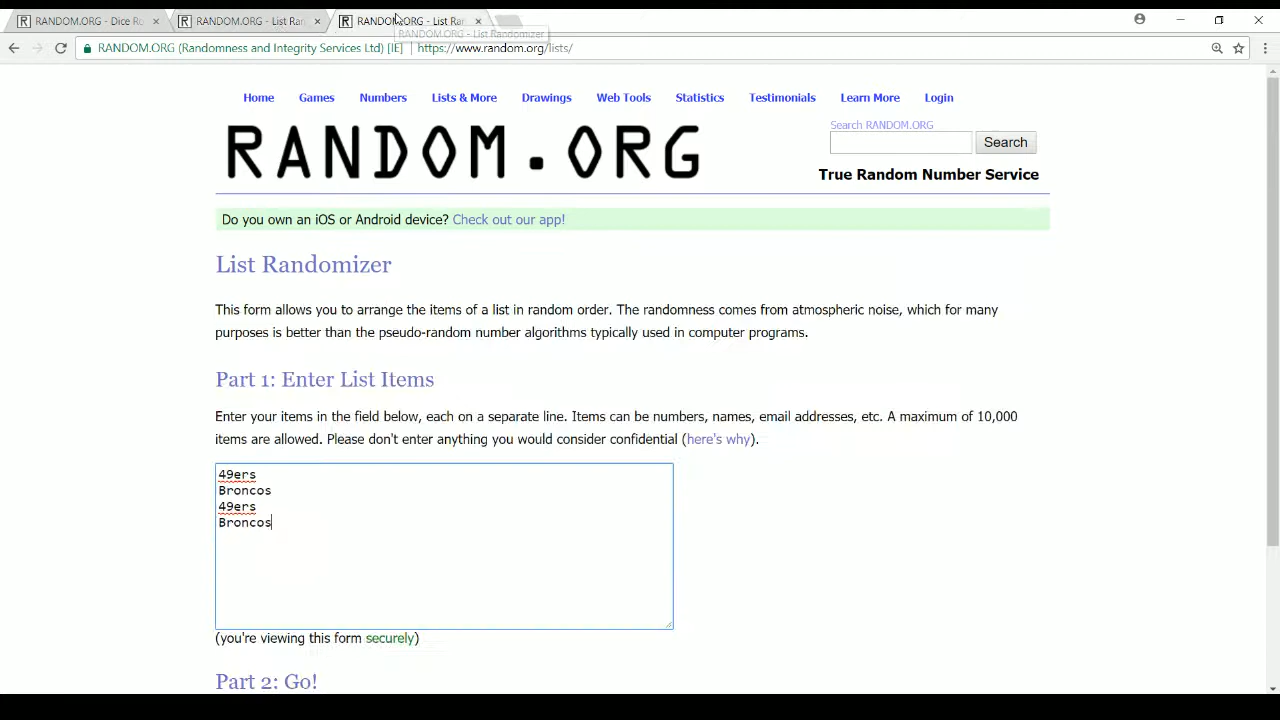 RANDOM.ORG - Dice Ro
RANDOM.ORG - List Ran
RANDOM.ORG - List Ran
RANDOM.ORG - List Randomizer
RANDOM.ORG (Randomness and Integrity Services Ltd) [IE] https://www.random.org/lists/
Home Games Numbers Lists & More Drawings Web Tools Statistics Testimonials Learn More Login
RANDOM.ORG
Search RANDOM.ORG
Search
True Random Number Service
Do you own an iOS or Android device? Check out our app!
List Randomizer
This form allows you to arrange the items of a list in random order. The randomness comes from atmospheric noise, which for many
purposes is better than the pseudo-random number algorithms typically used in computer programs.
Part 1: Enter List Items
Enter your items in the field below, each on a separate line. Items can be numbers, names, email addresses, etc. A maximum of 10,000
items are allowed. Please don't enter anything you would consider confidential (here's why).
49ers
Broncos
49ers
Broncos
(you're viewing this form securely)
Part 2: Go!